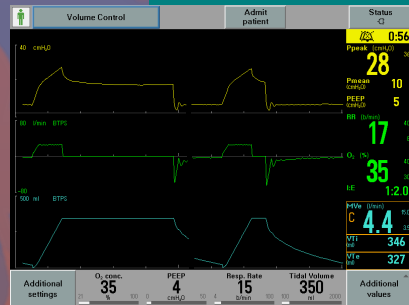 Volume Control
Admit
patient
Status
0:56
40 cmH₂O
Ppeak (cmH₂O)
28
Pmean
(cmH₂O) 10
PEEP
(cmH₂O) 5
80 l/min BTPS
-80
RR (b/min)
17
O₂ (%)
35
I:E 1:2.0
500 ml BTPS
MVe (l/min)
C 4.4
VTi
(ml) 346
VTe
(ml) 327
Additional
settings
O₂ conc.
35
%
PEEP
4
cmH₂O
Resp. Rate
15
b/min
Tidal Volume
350
ml
Additional
values